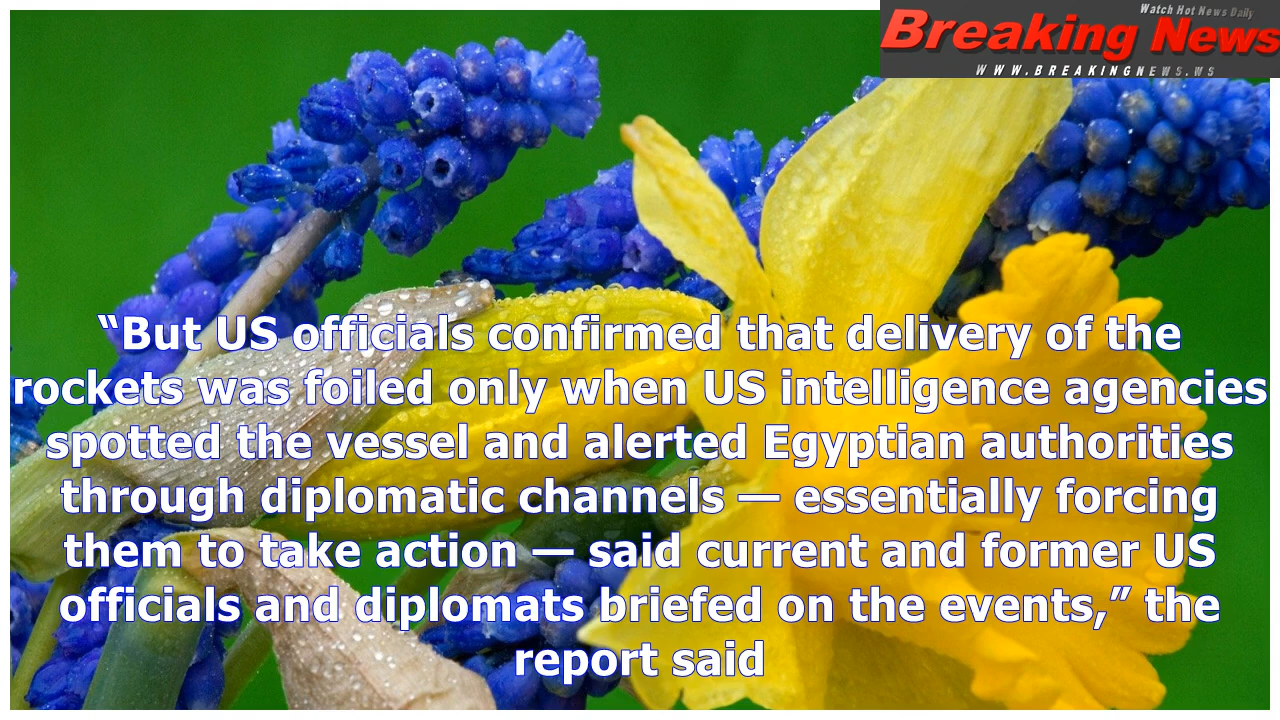 Watch Hot News Daily
Breaking News
WWW.BREAKINGNEWS.WS
“But US officials confirmed that delivery of the
rockets was foiled only when US intelligence agencies
spotted the vessel and alerted Egyptian authorities
through diplomatic channels — essentially forcing
them to take action — said current and former US
officials and diplomats briefed on the events,” the
report said